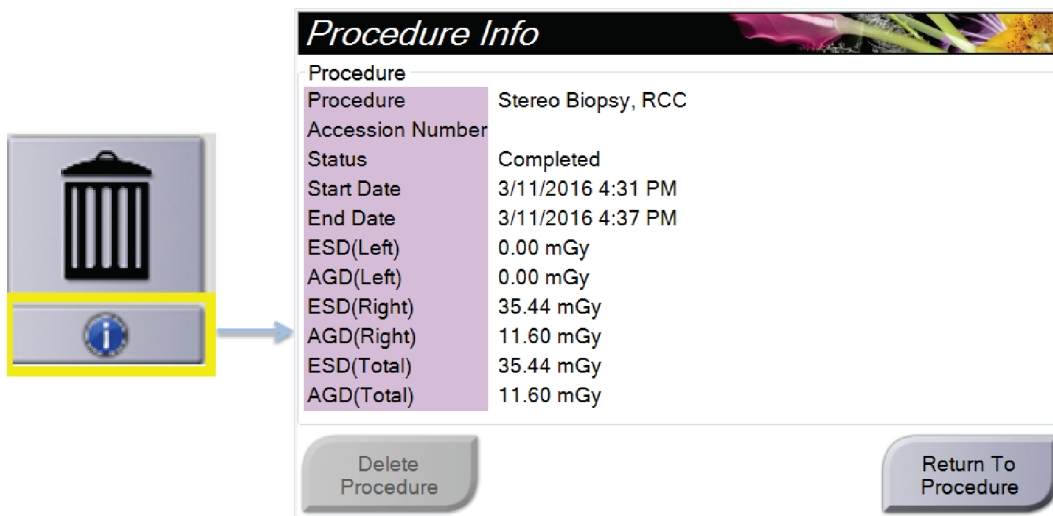 Procedure Info
Procedure
Procedure Stereo Biopsy, RCC
Accession Number
Status Completed
Start Date 3/11/2016 4:31 PM
End Date 3/11/2016 4:37 PM
ESD(Left) 0.00 mGy
AGD(Left) 0.00 mGy
ESD(Right) 35.44 mGy
AGD(Right) 11.60 mGy
ESD(Total) 35.44 mGy
AGD(Total) 11.60 mGy
Delete
Procedure
Return To
Procedure